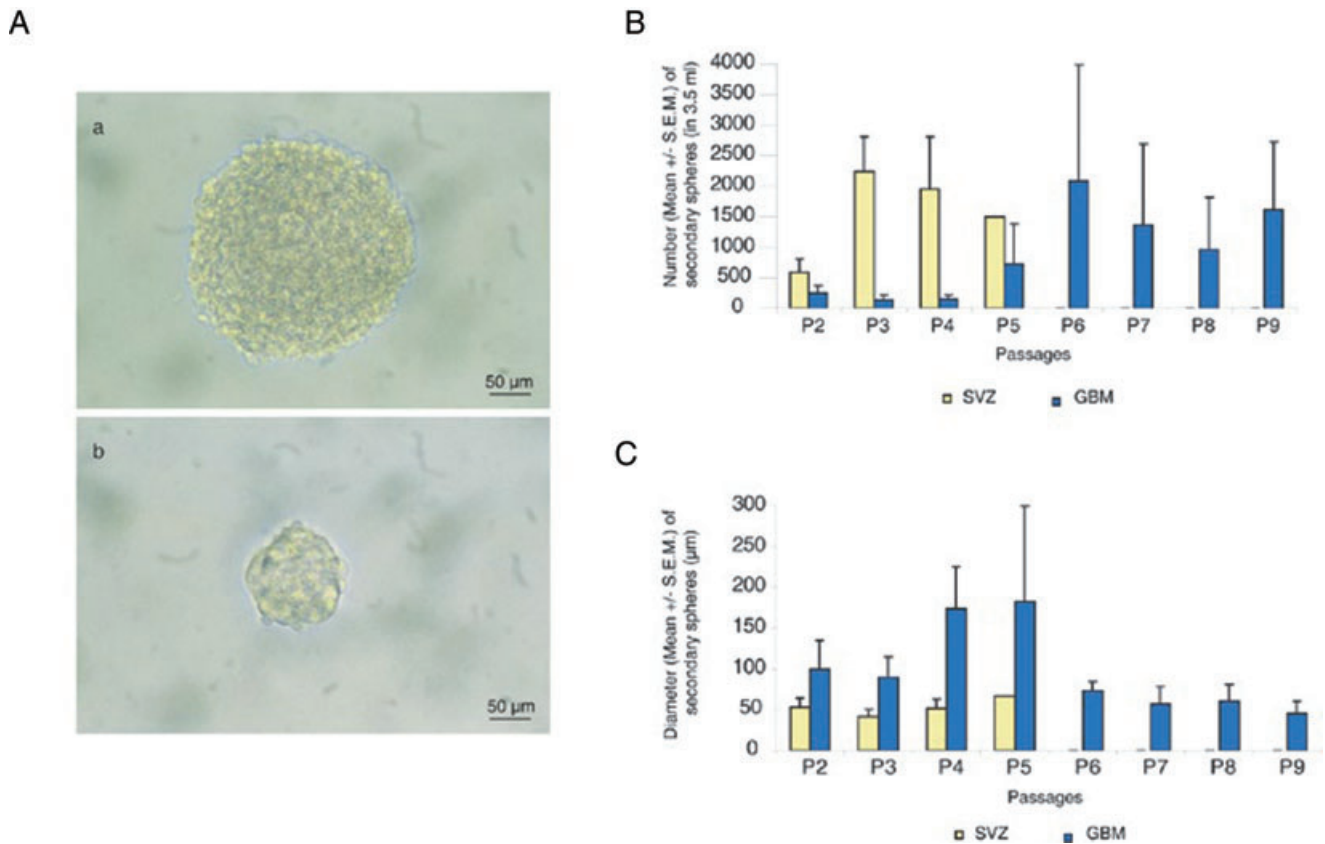 A
a
50 µm
b
50 µm
B
Number (Mean +/- S.E.M.) of
secondary spheres (in 3.5 ml)
4000
3500
3000
2500
2000
1500
1000
500
0
P2 P3 P4 P5 P6 P7 P8 P9
Passages
SVZ GBM
C
Diameter (Mean +/- S.E.M.) of
secondary spheres (µm)
300
250
200
150
100
50
0
P2 P3 P4 P5 P6 P7 P8 P9
Passages
SVZ GBM